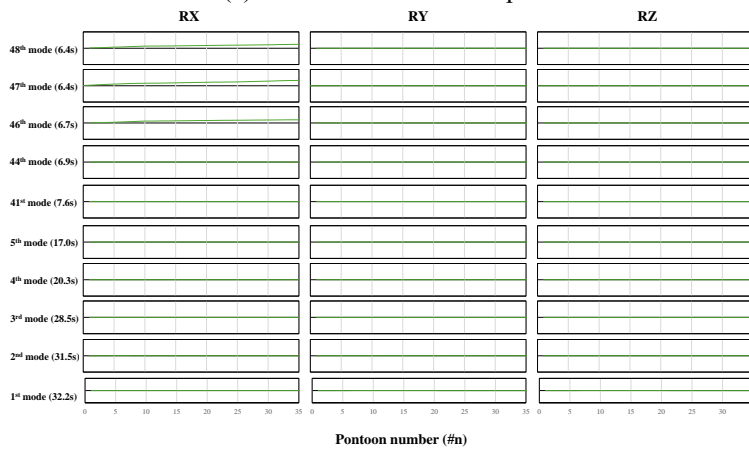 RX RY RZ
48th mode (6.4s)
47th mode (6.4s)
46th mode (6.7s)
44th mode (6.9s)
41st mode (7.6s)
5th mode (17.0s)
4th mode (20.3s)
3rd mode (28.5s)
2nd mode (31.5s)
1st mode (32.2s)
0 5 10 15 20 25 30 35 0 5 10 15 20 25 30 35 0 5 10 15 20 25 30
Pontoon number (#n)